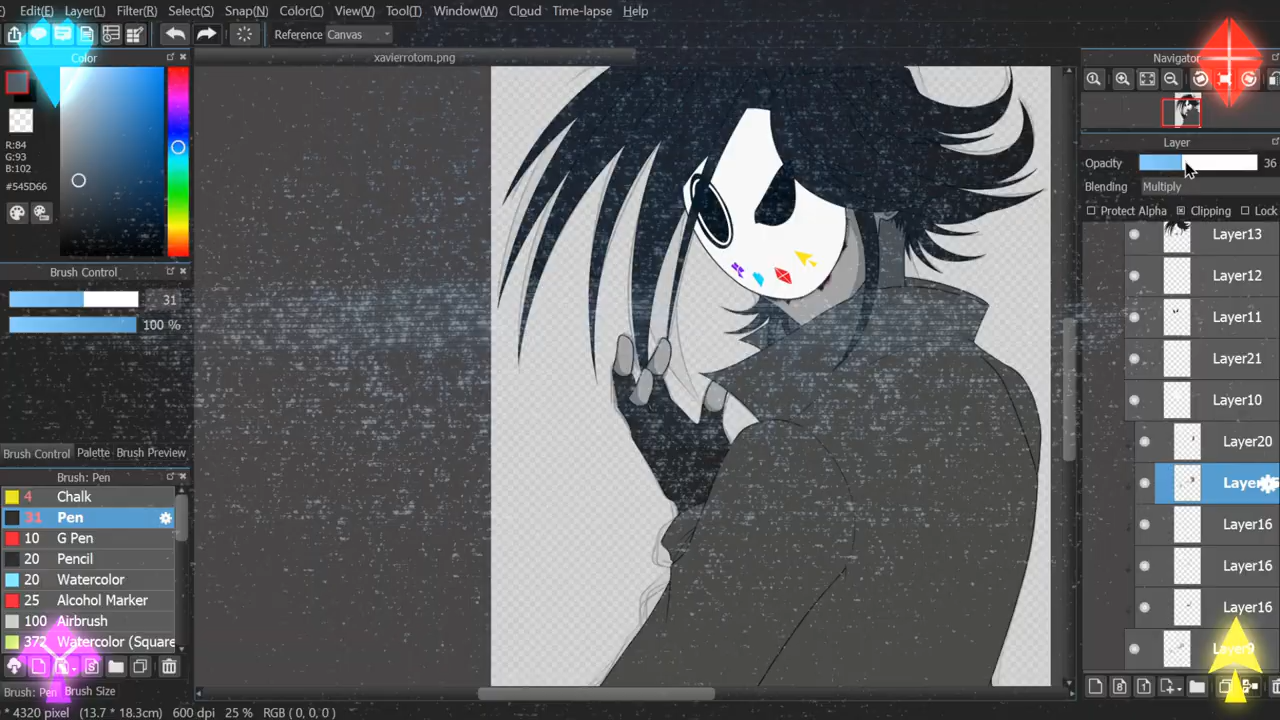 Edit(E) Layer(L) Filter(R) Select(S) Snap(N) Color(C) View(V) Tool(T) Window(W) Cloud Time-lapse Help
Reference Canvas
Color
xavierrotom.png
Navigator
R:84
G:93
B:102
#545D66
Layer
Opacity 36
Blending Multiply
Protect Alpha Clipping Lock
Brush Control
31
100 %
Layer13
Layer12
Layer11
Layer21
Layer10
Layer20
Laye
Layer16
Layer16
Layer16
Layer9
Brush Control Palette Brush Preview
Brush: Pen
4 Chalk
31 Pen
10 G Pen
20 Pencil
20 Watercolor
25 Alcohol Marker
100 Airbrush
372 Watercolor (Square
Brush: Pen Brush Size
* 4320 pixel (13.7 * 18.3cm) 600 dpi 25 % RGB ( 0, 0, 0 )